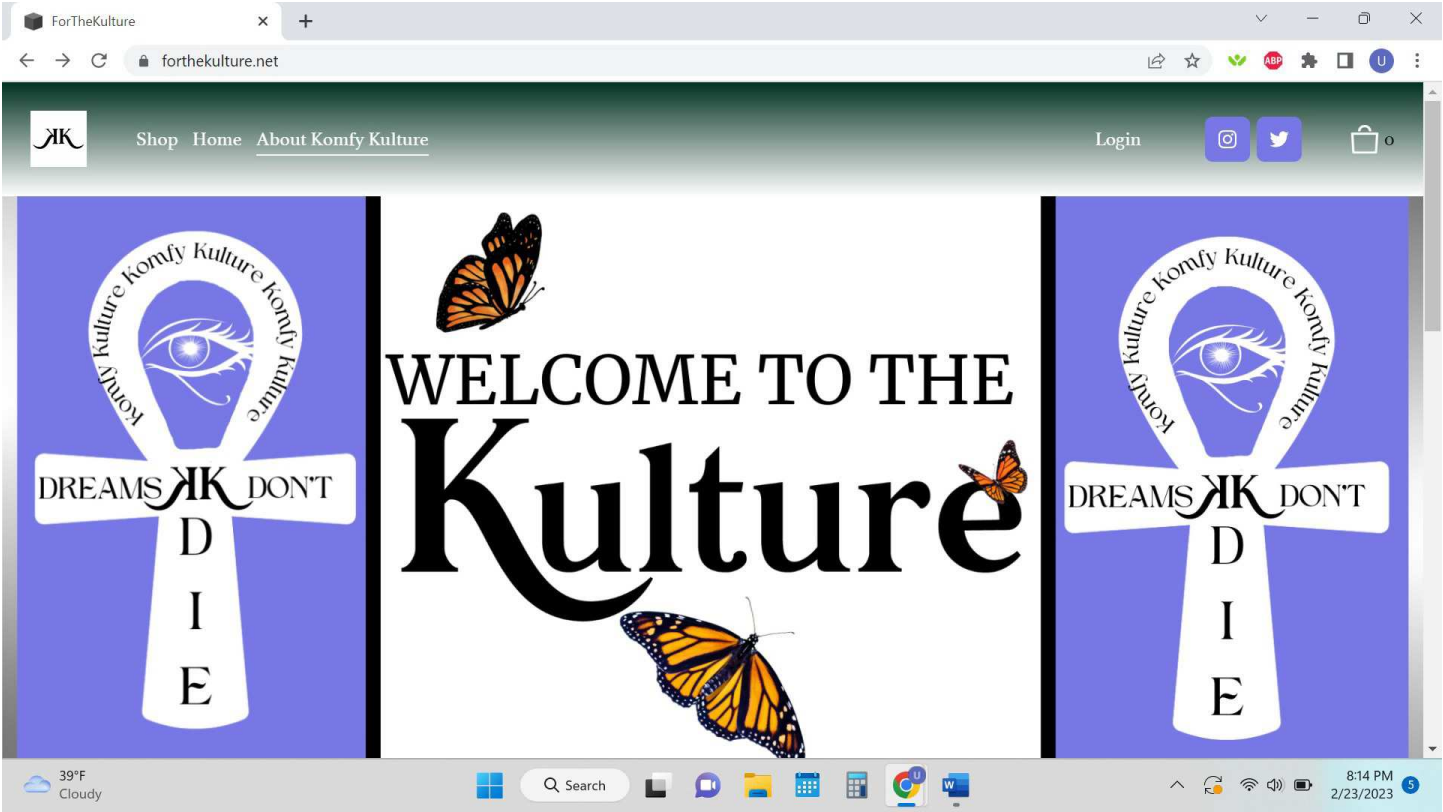 ForTheKulture
forthekulture.net
ABP
U
KK
Shop Home About Komfy Kulture
Login
0
Komfy Kulture Komfy Kulture Komfy Kulture
DREAMS KK DON'T
D
I
E
WELCOME TO THE
Kulture
Komfy Kulture Komfy Kulture Komfy Kulture
DREAMS KK DON'T
D
I
E
39°F
Cloudy
Search
U
W
8:14 PM
2/23/2023
5